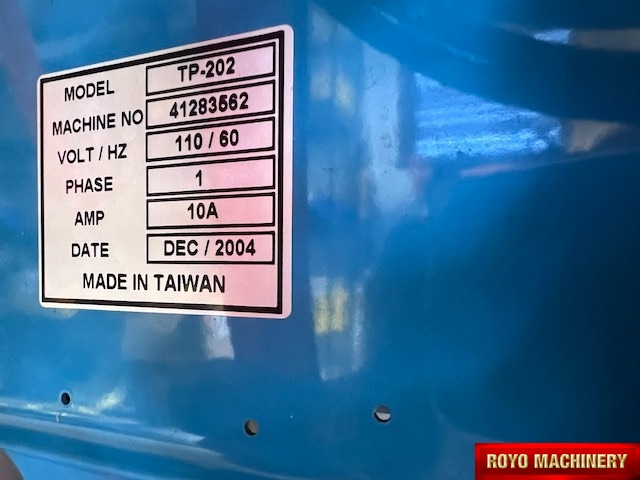 MODEL TP-202
MACHINE NO 41283562
VOLT / HZ 110 / 60
PHASE 1
AMP 10A
DATE DEC / 2004
MADE IN TAIWAN
ROYO MACHINERY